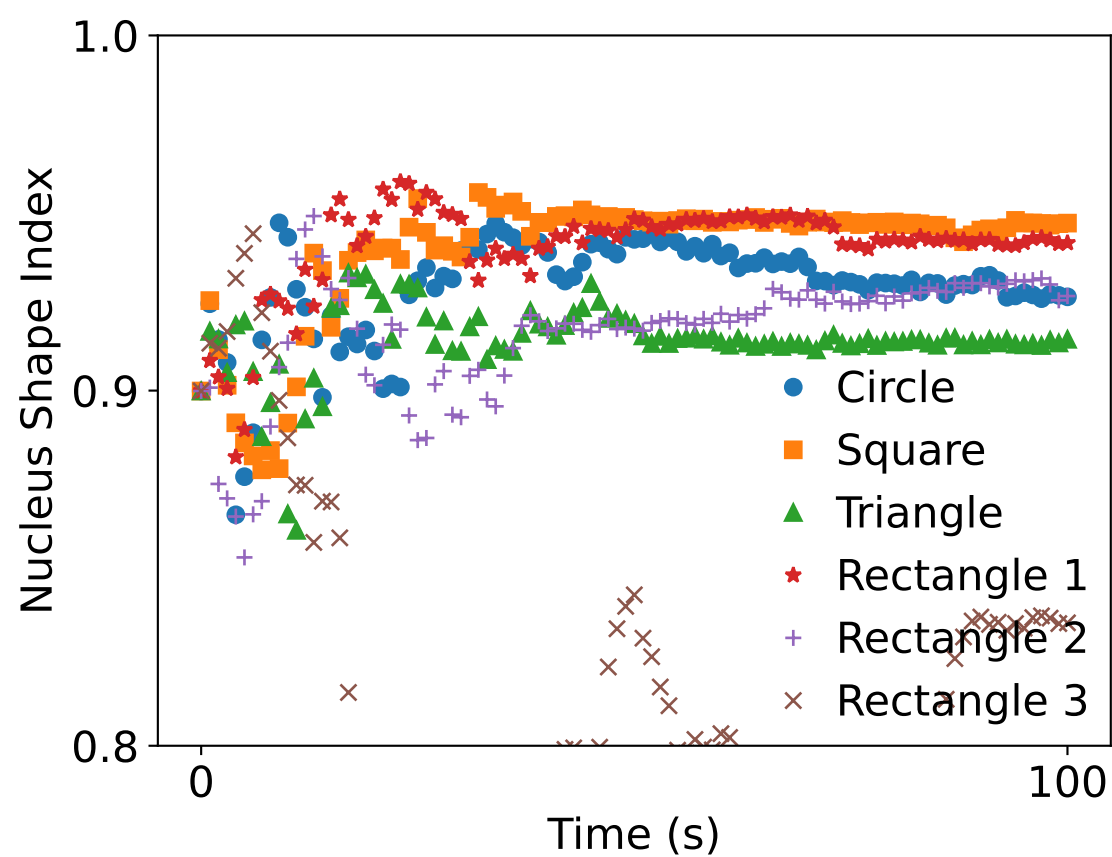 1.0
0.9
0.8
Nucleus Shape Index
Circle
Square
Triangle
Rectangle 1
Rectangle 2
Rectangle 3
0
100
Time (s)